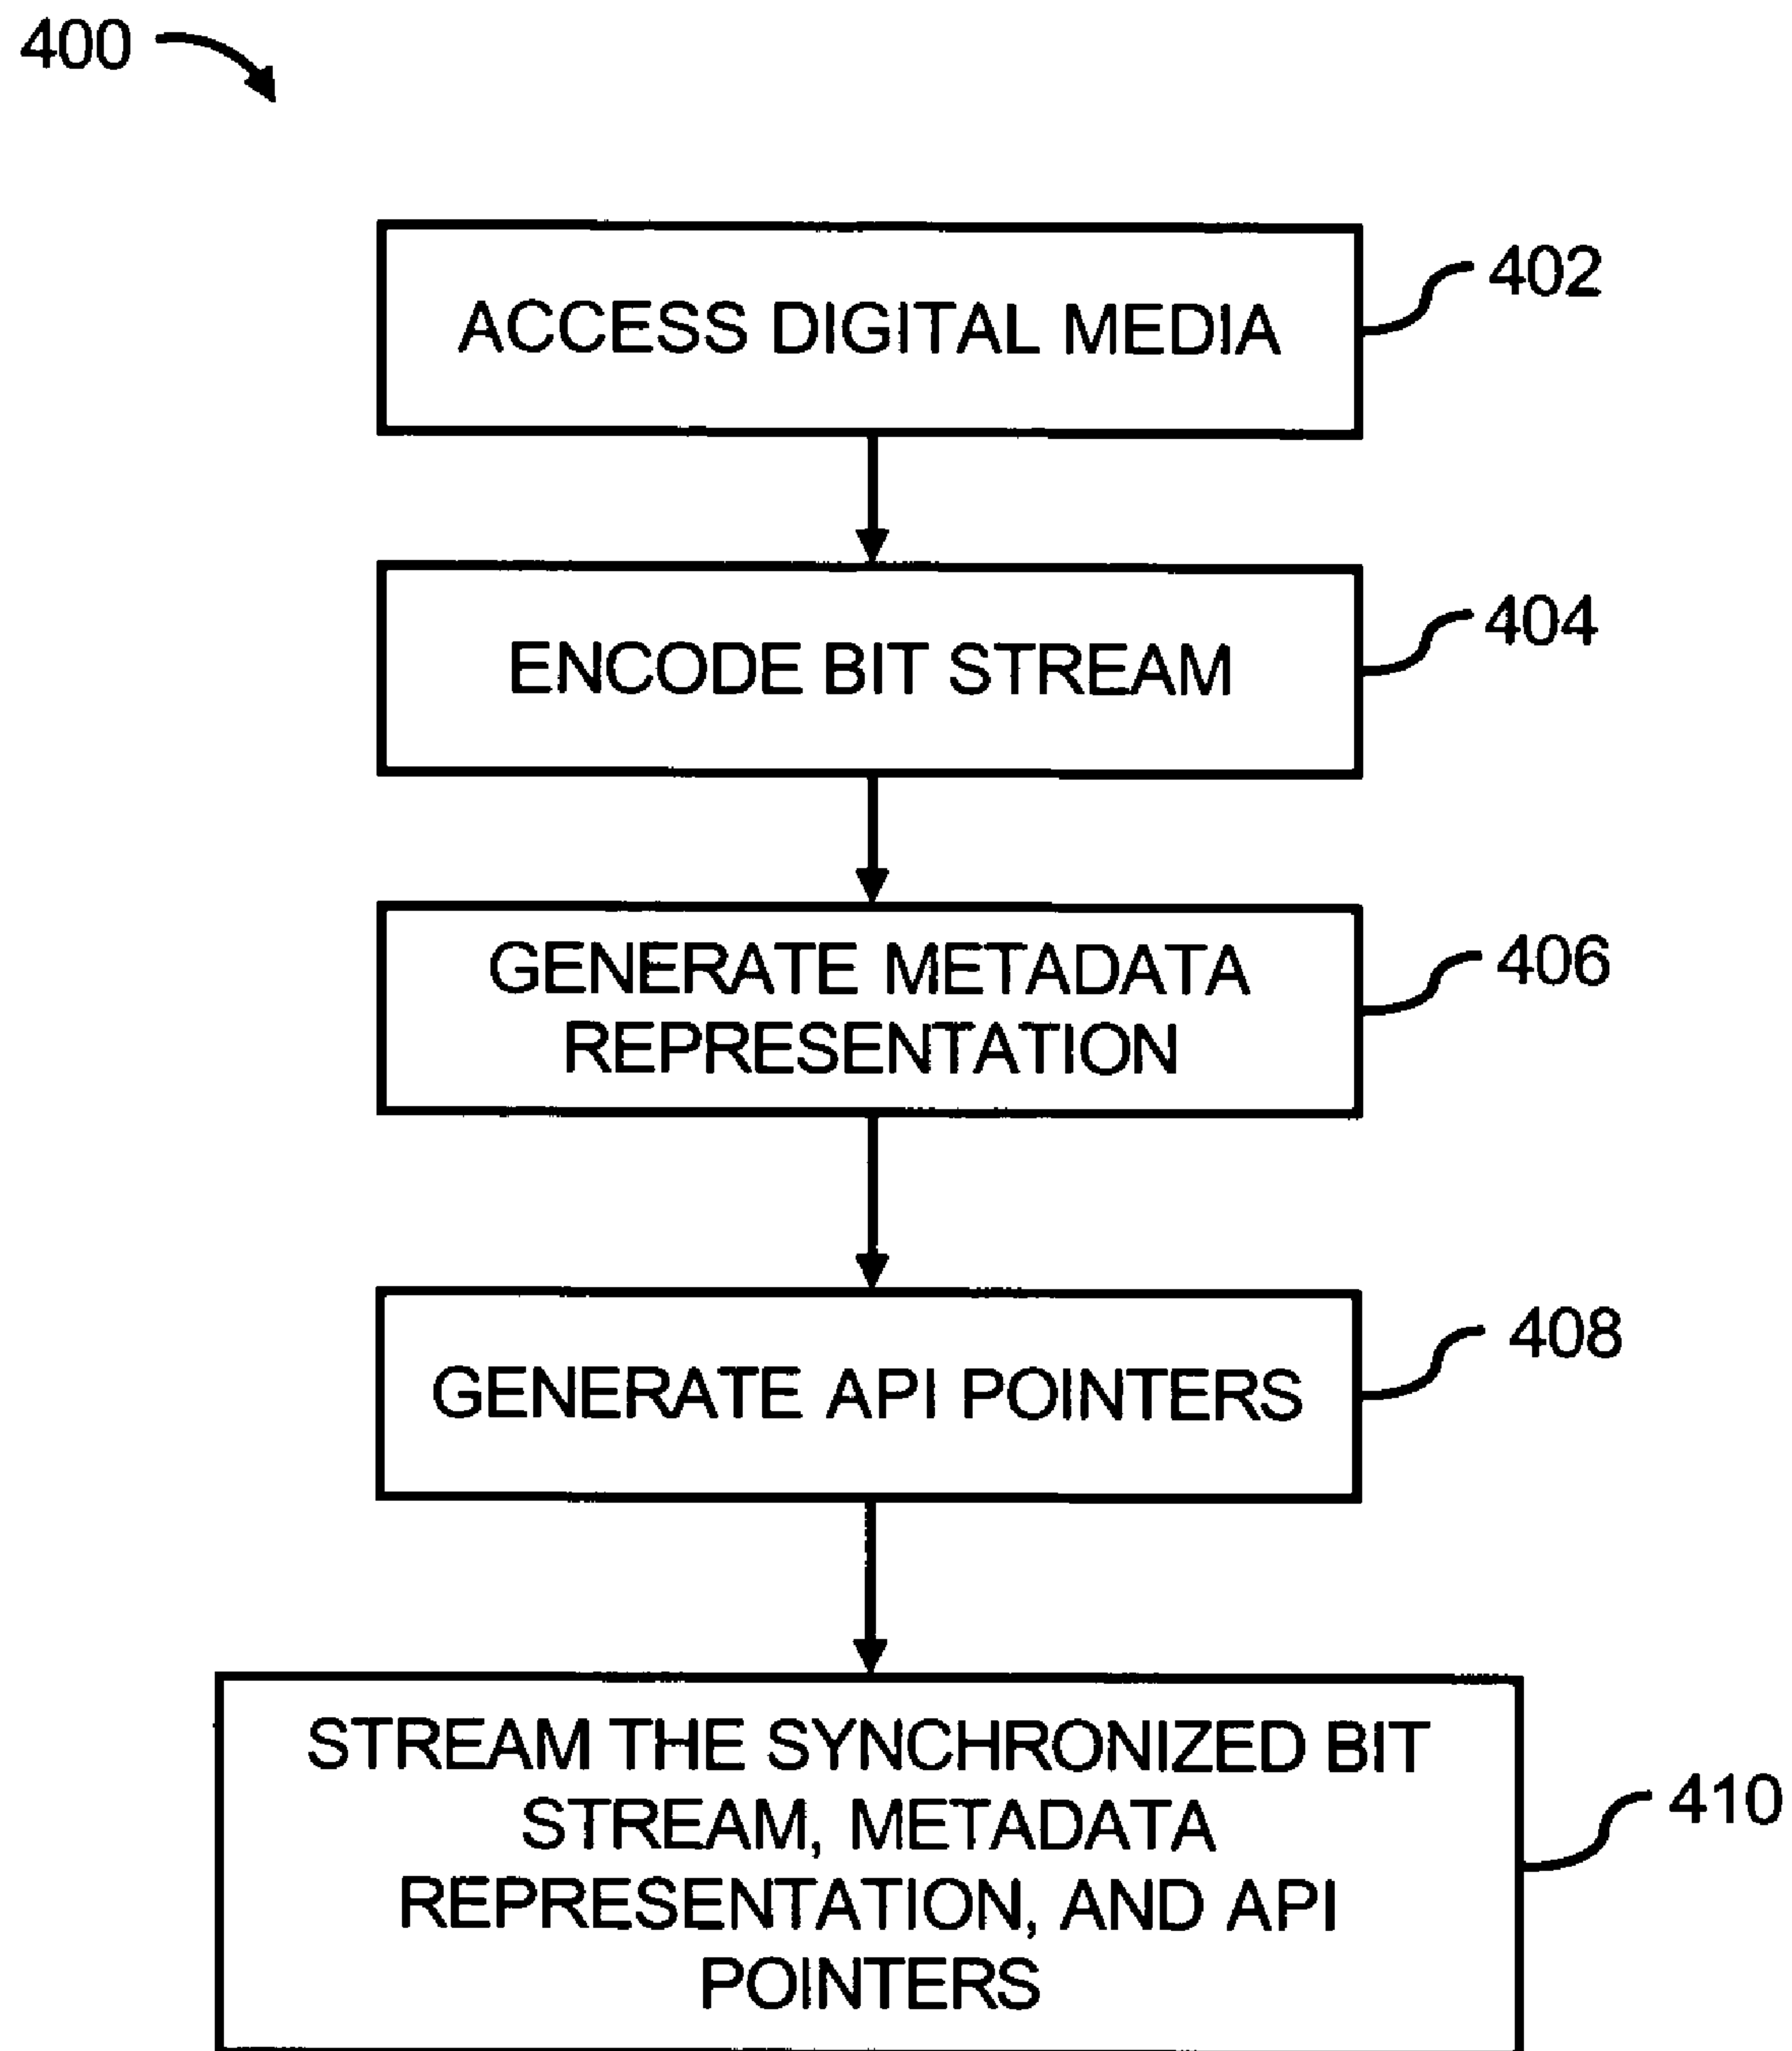 400
ACCESS DIGITAL MEDIA
402
ENCODE BIT STREAM
404
GENERATE METADATA
REPRESENTATION
406
GENERATE API POINTERS
408
STREAM THE SYNCHRONIZED BIT
STREAM, METADATA
REPRESENTATION, AND API
POINTERS
410